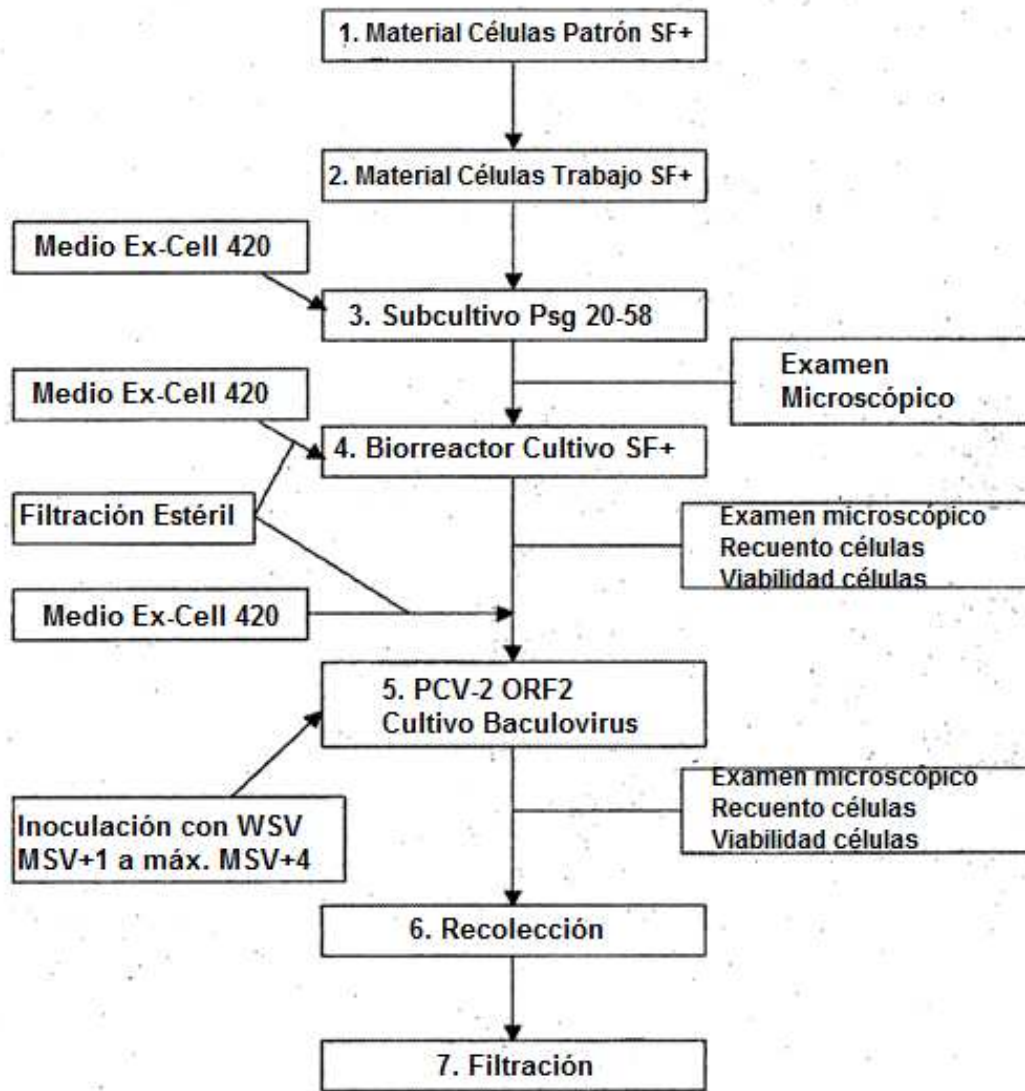 1. Material Células Patrón SF+
2. Material Células Trabajo SF+
Medio Ex-Cell 420
3. Subcultivo Psg 20-58
Examen
Microscópico
Medio Ex-Cell 420
4. Biorreactor Cultivo SF+
Filtración Estéril
Examen microscópico
Recuento células
Viabilidad células
Medio Ex-Cell 420
5. PCV-2 ORF2
Cultivo Baculovirus
Examen microscópico
Recuento células
Viabilidad células
Inoculación con WSV
MSV+1 a máx. MSV+4
6. Recolección
7. Filtración